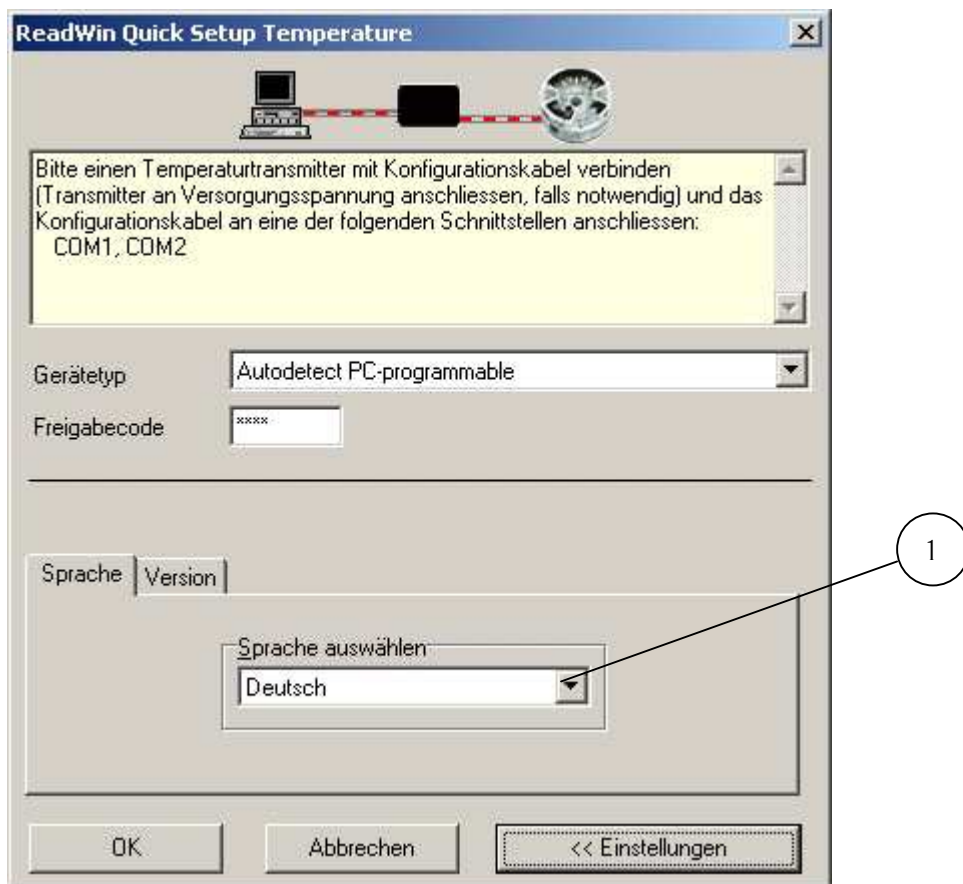 ReadWin Quick Setup Temperature
Bitte einen Temperaturtransmitter mit Konfigurationskabel verbinden
(Transmitter an Versorgungsspannung anschliessen, falls notwendig) und das
Konfigurationskabel an eine der folgenden Schnittstellen anschliessen:
COM1, COM2
Gerätetyp
Autodetect PC-programmable
Freigabecode
****
1
Sprache
Version
Sprache auswählen
Deutsch
OK
Abbrechen
<< Einstellungen